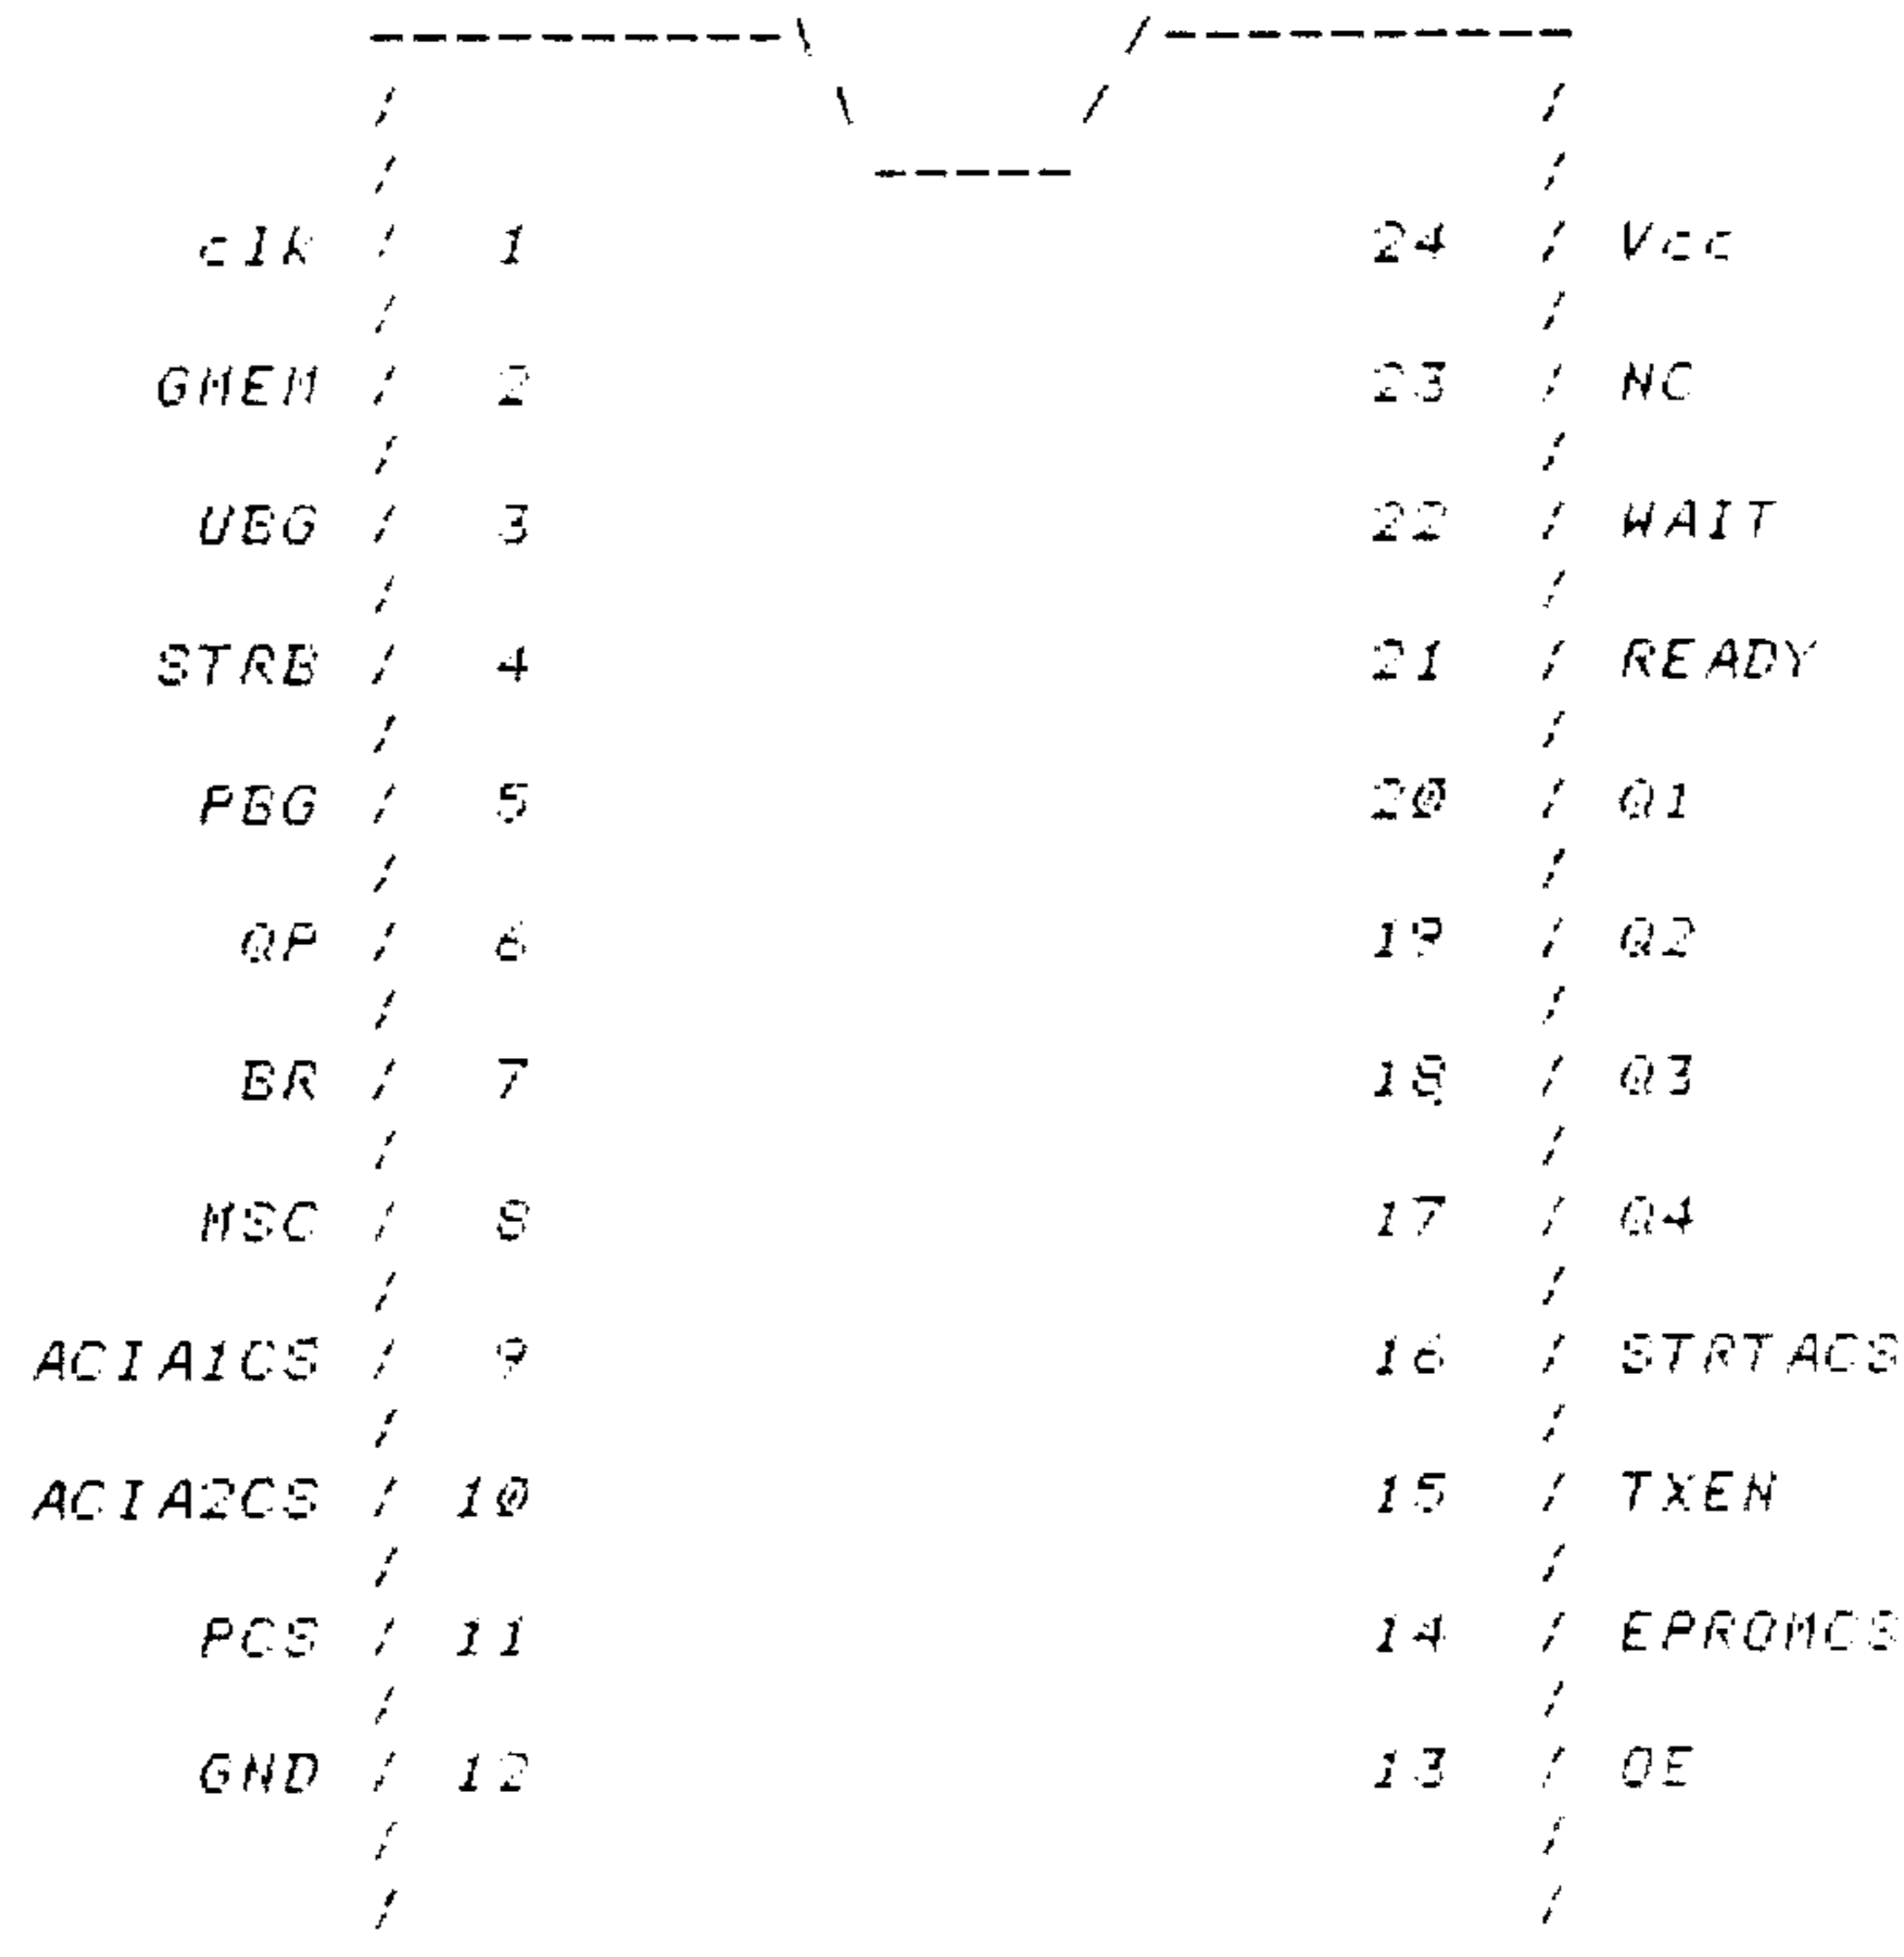 clk 1 24 Vcc
GMEM 2 23 NC
UBG 3 22 WAIT
STRB 4 21 READY
PBG 5 20 Q1
QP 6 19 Q2
BR 7 18 Q3
MSC 8 17 Q4
ACIA1CS 9 16 STRTACS
ACIA2CS 10 15 TXEN
PCS 11 14 EPROMCS
GND 12 13 OE